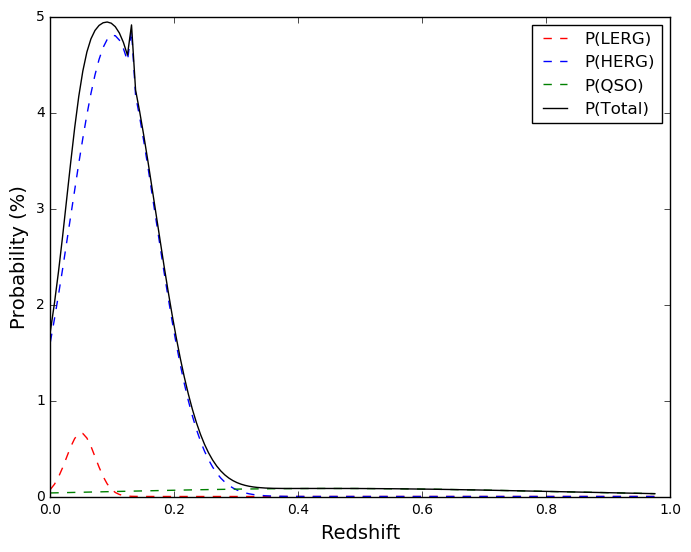 5
4
3
2
1
0
0.0 0.2 0.4 0.6 0.8 1.0
Probability (%)
Redshift
P(LERG)
P(HERG)
P(QSO)
P(Total)